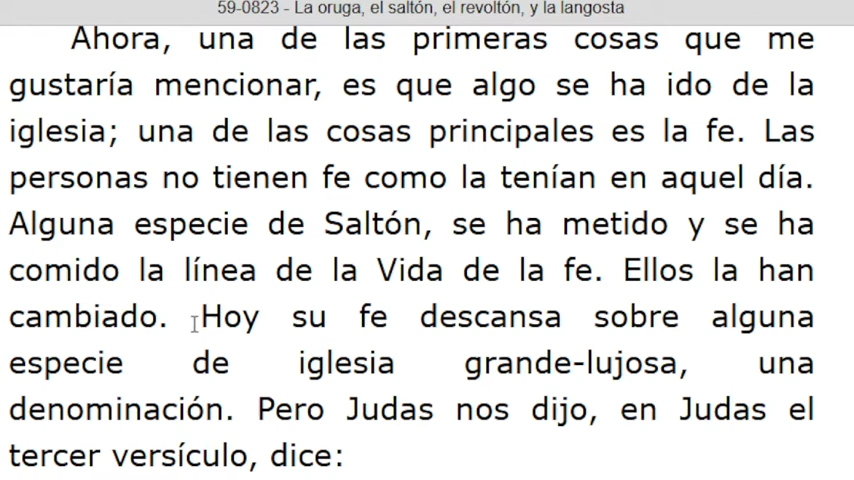 59-0823 - La oruga, el saltón, el revoltón, y la langosta
Ahora, una de las primeras cosas que me
gustaría mencionar, es que algo se ha ido de la
iglesia; una de las cosas principales es la fe. Las
personas no tienen fe como la tenían en aquel día.
Alguna especie de Saltón, se ha metido y se ha
comido la línea de la Vida de la fe. Ellos la han
cambiado. Hoy su fe descansa sobre alguna
especie de iglesia grande-lujosa, una
denominación. Pero Judas nos dijo, en Judas el
tercer versículo, dice: